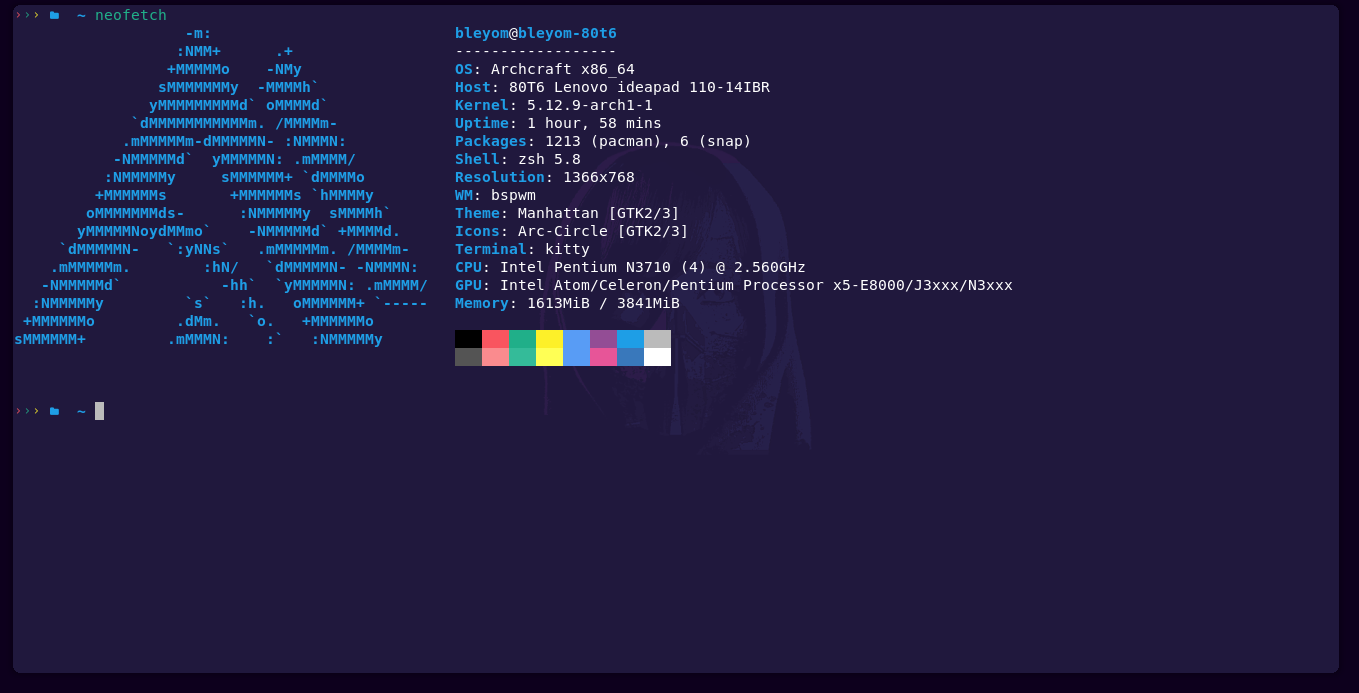 ››› ~ neofetch
                   -m:
                  :NMM+      .+
                 +MMMMMo    -NMy
                sMMMMMMMy  -MMMMh`
               yMMMMMMMMMd` oMMMMd`
             `dMMMMMMMMMMMm. /MMMMm-
            .mMMMMMm-dMMMMMN- :NMMMN:
           -NMMMMMd`  yMMMMMN: .mMMMM/
          :NMMMMMy     sMMMMMM+ `dMMMMo
         +MMMMMMs       +MMMMMMs `hMMMMy
        oMMMMMMMds-      :NMMMMMy  sMMMMh`
       yMMMMMNoydMMmo`    -NMMMMMd` +MMMMd.
     `dMMMMMN-   `:yNNs`   .mMMMMMm. /MMMMm-
    .mMMMMMm.        :hN/   `dMMMMMN- -NMMMN:
   -NMMMMMd`           -hh`  `yMMMMMN: .mMMMM/
  :NMMMMMy         `s`   :h.   oMMMMMM+ `-----
 +MMMMMMo         .dMm.   `o.   +MMMMMMo
sMMMMMM+         .mMMMN:    :`   :NMMMMMy
bleyom@bleyom-80t6
------------------
OS: Archcraft x86_64
Host: 80T6 Lenovo ideapad 110-14IBR
Kernel: 5.12.9-arch1-1
Uptime: 1 hour, 58 mins
Packages: 1213 (pacman), 6 (snap)
Shell: zsh 5.8
Resolution: 1366x768
WM: bspwm
Theme: Manhattan [GTK2/3]
Icons: Arc-Circle [GTK2/3]
Terminal: kitty
CPU: Intel Pentium N3710 (4) @ 2.560GHz
GPU: Intel Atom/Celeron/Pentium Processor x5-E8000/J3xxx/N3xxx
Memory: 1613MiB / 3841MiB
››› ~